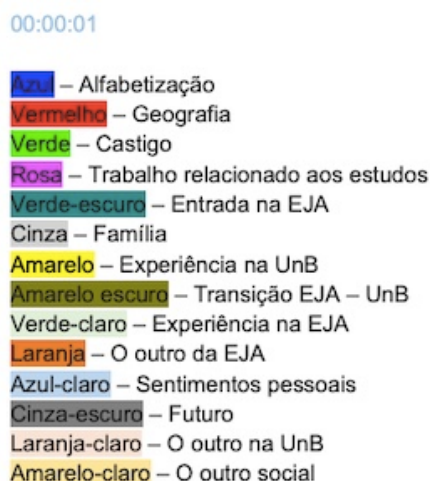 00:00:01
Azul – Alfabetização
Vermelho – Geografia
Verde – Castigo
Rosa – Trabalho relacionado aos estudos
Verde-escuro – Entrada na EJA
Cinza – Família
Amarelo – Experiência na UnB
Amarelo escuro – Transição EJA – UnB
Verde-claro – Experiência na EJA
Laranja – O outro da EJA
Azul-claro – Sentimentos pessoais
Cinza-escuro – Futuro
Laranja-claro – O outro na UnB
Amarelo-claro – O outro social